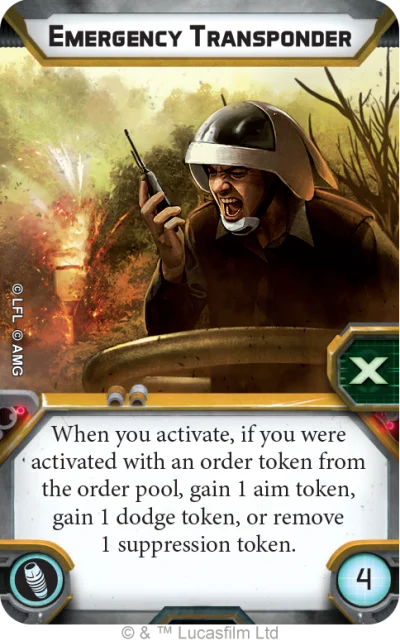 Emergency Transponder
© LFL © AMG
X
When you activate, if you were
activated with an order token from
the order pool, gain 1 aim token,
gain 1 dodge token, or remove
1 suppression token.
4
© & ™ Lucasfilm Ltd